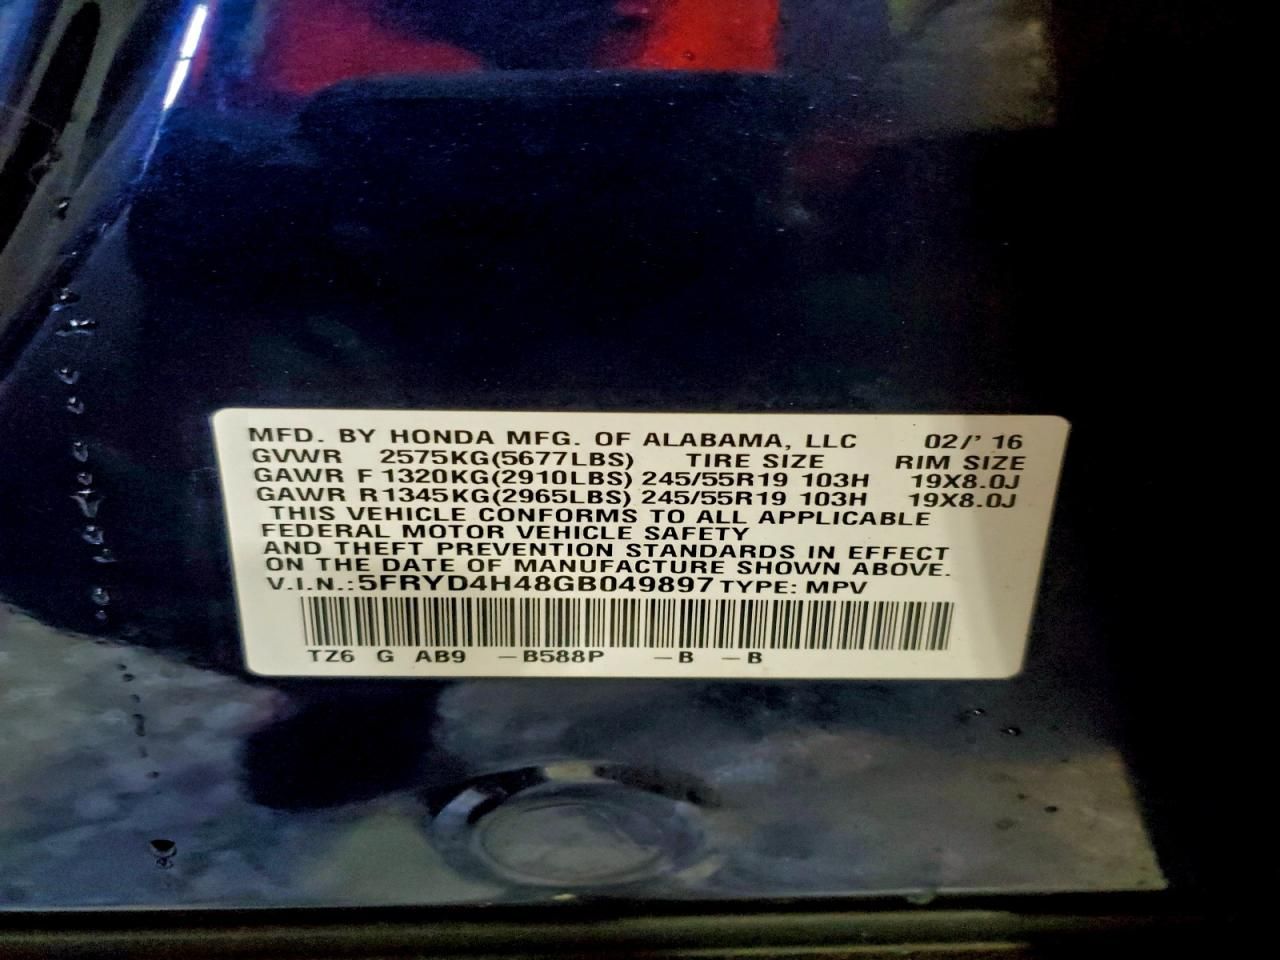 MFD. BY HONDA MFG. OF ALABAMA, LLC 02/' 16
GVWR 2575KG(5677LBS) TIRE SIZE RIM SIZE
GAWR F 1320KG(2910LBS) 245/55R19 103H 19X8.0J
GAWR R1345KG(2965LBS) 245/55R19 103H 19X8.0J
THIS VEHICLE CONFORMS TO ALL APPLICABLE
FEDERAL MOTOR VEHICLE SAFETY
AND THEFT PREVENTION STANDARDS IN EFFECT
ON THE DATE OF MANUFACTURE SHOWN ABOVE.
V.I.N.:5FRYD4H48GB049897 TYPE: MPV
TZ6 G AB9 -B588P -B -B